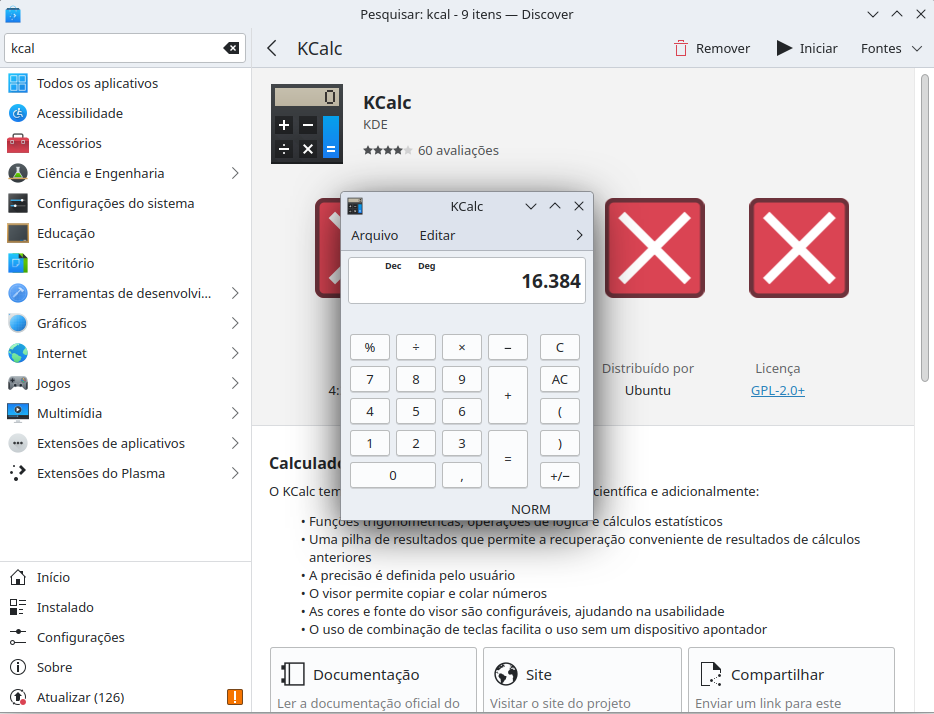 Pesquisar: kcal - 9 itens — Discover
kcal
KCalc
Remover
Iniciar
Fontes
Todos os aplicativos
Acessibilidade
Acessórios
Ciência e Engenharia
Configurações do sistema
Educação
Escritório
Ferramentas de desenvolvi...
Gráficos
Internet
Jogos
Multimídia
Extensões de aplicativos
Extensões do Plasma
Início
Instalado
Configurações
Sobre
Atualizar (126)
0
+ −
÷ × =
KCalc
KDE
60 avaliações
4:
Distribuído por
Ubuntu
Licença
GPL-2.0+
KCalc
Arquivo Editar
Dec Deg
16.384
% ÷ × − C
7 8 9 + AC
4 5 6 (
1 2 3 = )
0 , +/−
NORM
Calculado
O KCalc tem científica e adicionalmente:
• Funções trigonométricas, operações de lógica e cálculos estatísticos
• Uma pilha de resultados que permite a recuperação conveniente de resultados de cálculos
anteriores
• A precisão é definida pelo usuário
• O visor permite copiar e colar números
• As cores e fonte do visor são configuráveis, ajudando na usabilidade
• O uso de combinação de teclas facilita o uso sem um dispositivo apontador
Documentação
Ler a documentação oficial do
Site
Visitar o site do projeto
Compartilhar
Enviar um link para este